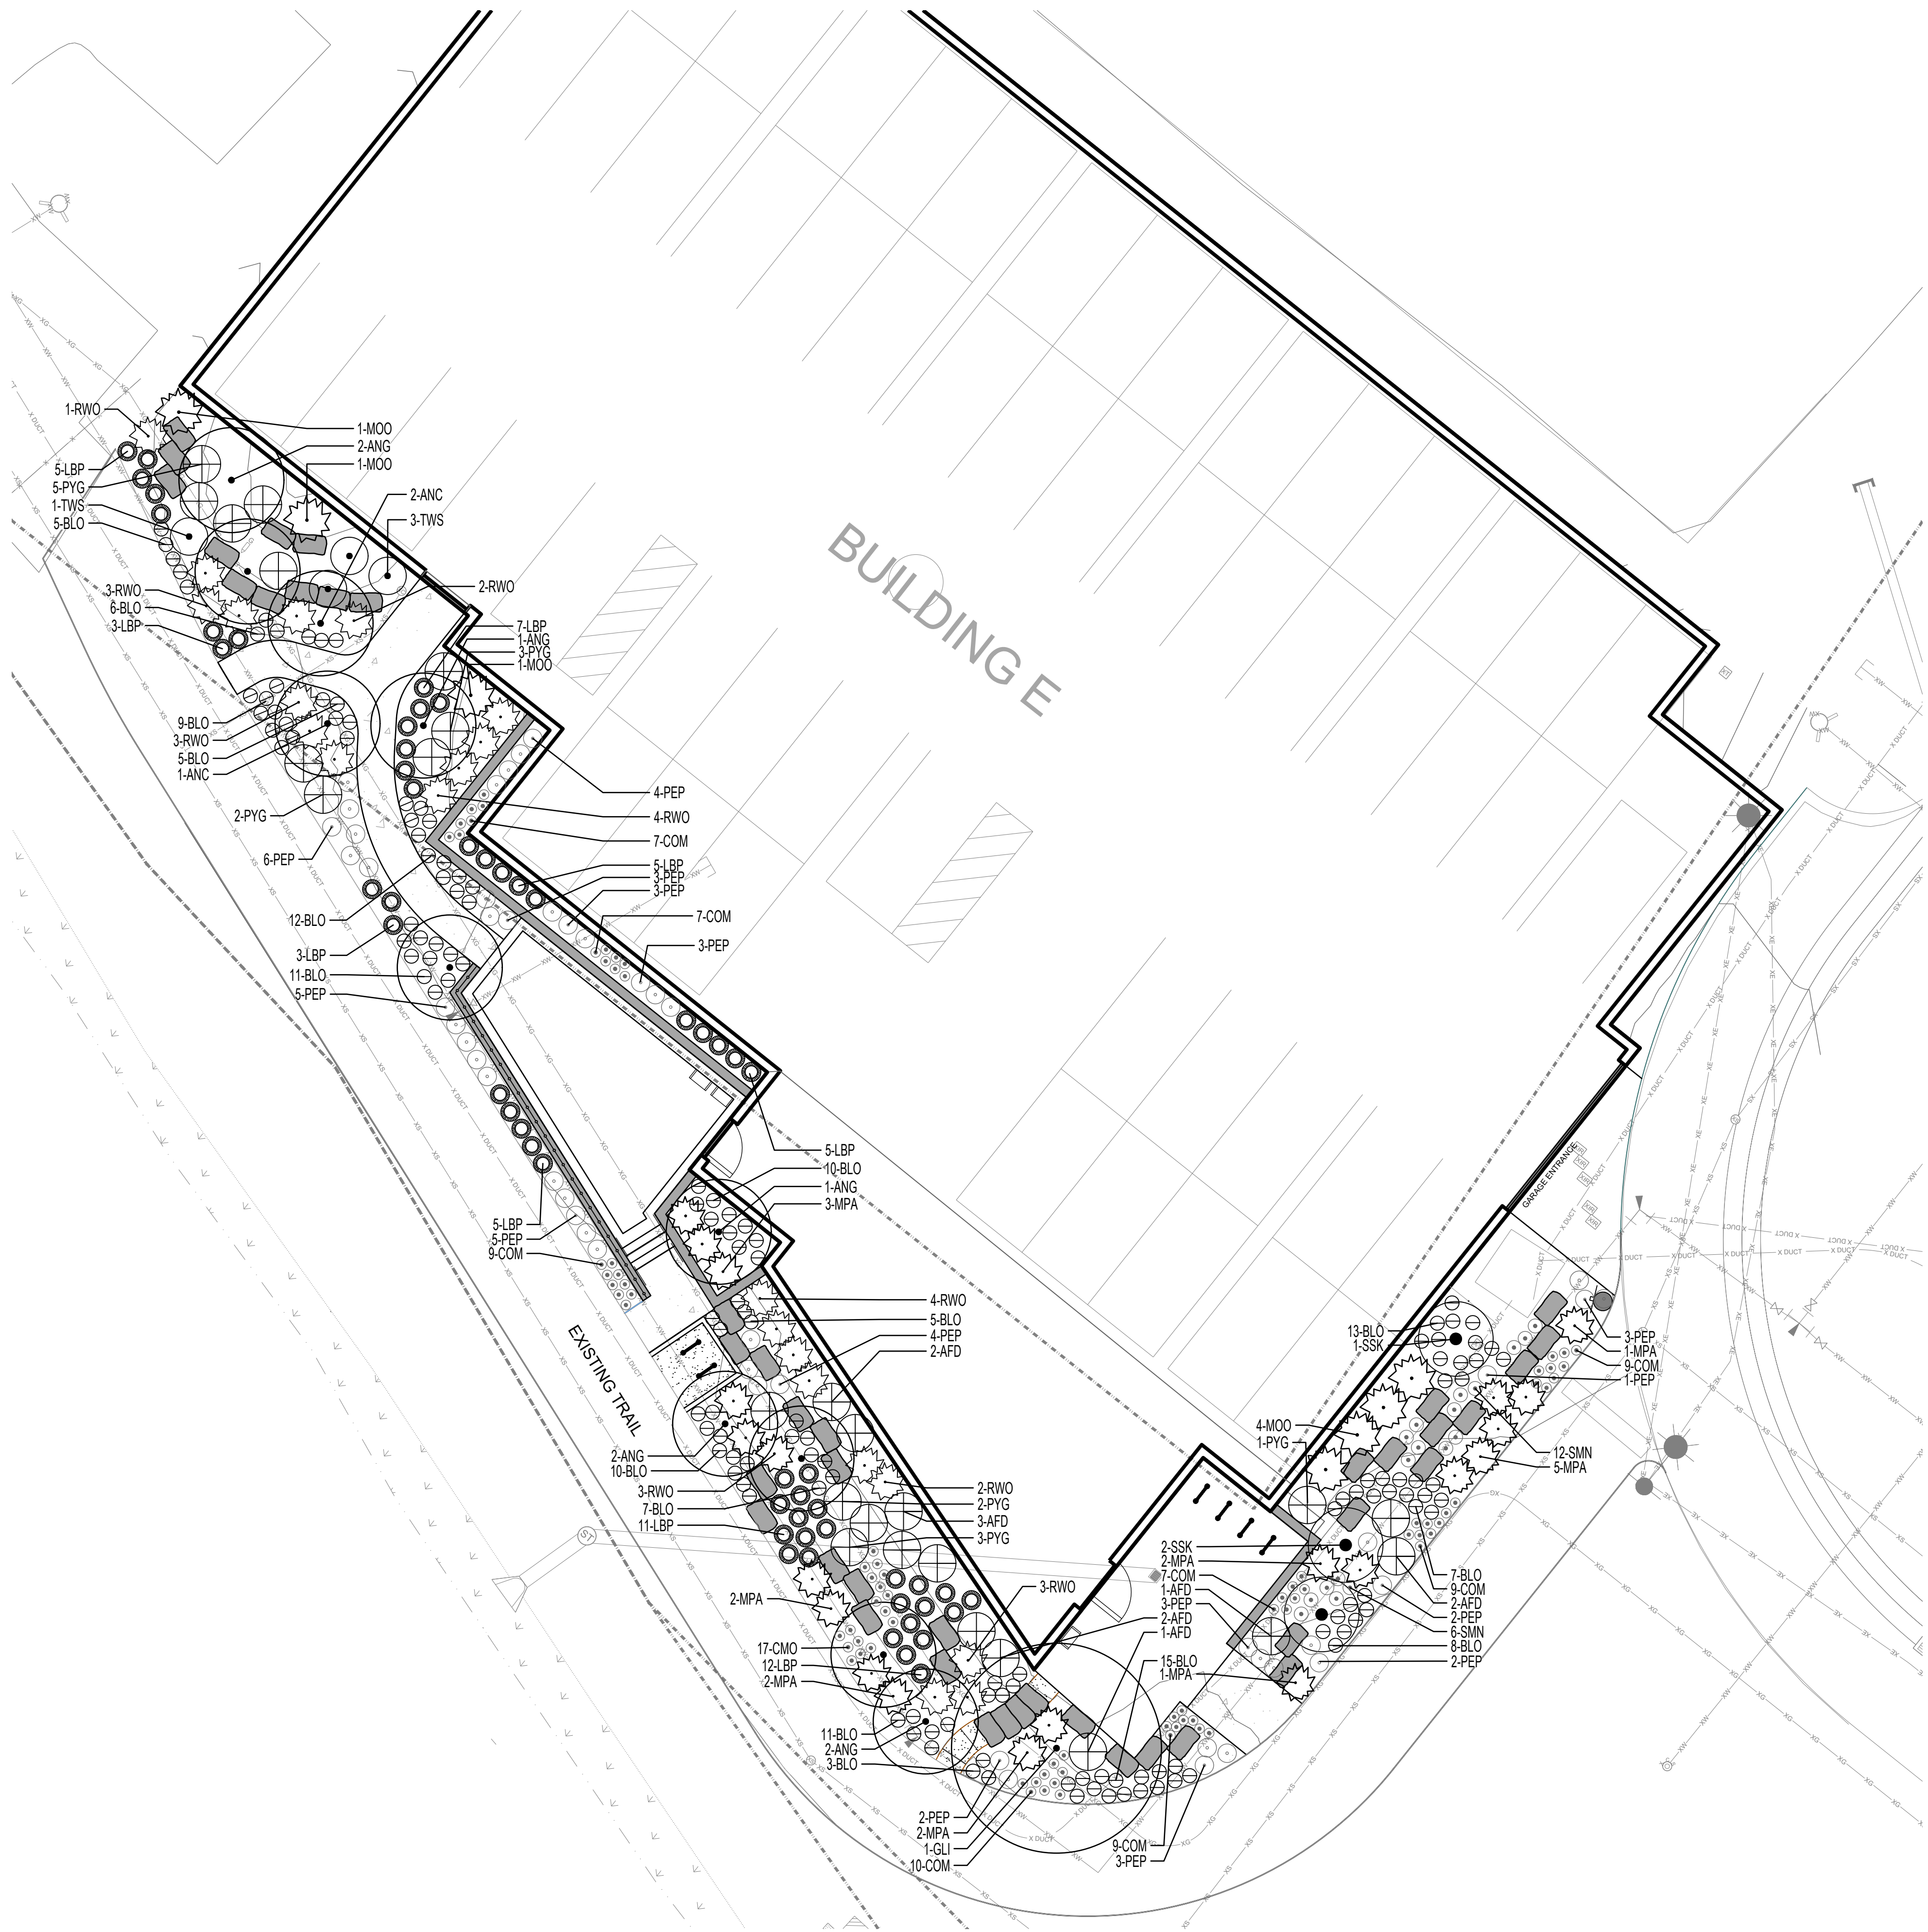 1-RWO
1-MOO
2-ANG
1-MOO
5-LBP
5-PYG
1-TWS
5-BLO
2-ANC
3-TWS
3-RWO
6-BLO
3-LBP
2-RWO
7-LBP
1-ANG
3-PYG
1-MOO
9-BLO
3-RWO
5-BLO
1-ANC
2-PYG
6-PEP
4-PEP
4-RWO
7-COM
5-LBP
3-PEP
3-PEP
12-BLO
7-COM
3-LBP
3-PEP
11-BLO
5-PEP
BUILDING E
5-LBP
10-BLO
1-ANG
3-MPA
5-LBP
5-PEP
9-COM
GARAGE ENTRANCE
EXISTING TRAIL
4-RWO
5-BLO
4-PEP
2-AFD
2-ANG
10-BLO
3-RWO
7-BLO
11-LBP
2-RWO
2-PYG
3-AFD
3-PYG
13-BLO
1-SSK
3-PEP
1-MPA
9-COM
1-PEP
4-MOO
1-PYG
12-SMN
5-MPA
2-SSK
2-MPA
7-COM
1-AFD
3-PEP
2-AFD
1-AFD
3-RWO
7-BLO
9-COM
2-AFD
2-PEP
6-SMN
8-BLO
2-PEP
2-MPA
17-CMO
12-LBP
2-MPA
15-BLO
1-MPA
11-BLO
2-ANG
3-BLO
2-PEP
2-MPA
1-GLI
10-COM
9-COM
3-PEP
ST
X DUCT
XW
XG
XS
XE